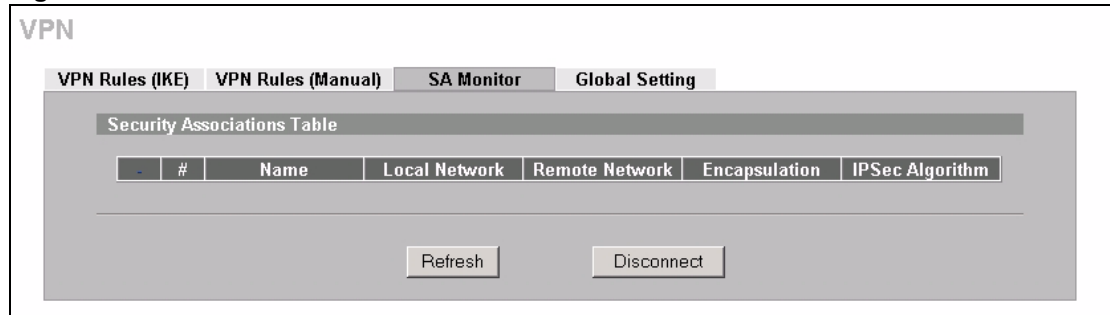 VPN
VPN Rules (IKE) VPN Rules (Manual) SA Monitor Global Setting
Security Associations Table
- # Name Local Network Remote Network Encapsulation IPSec Algorithm
Refresh Disconnect